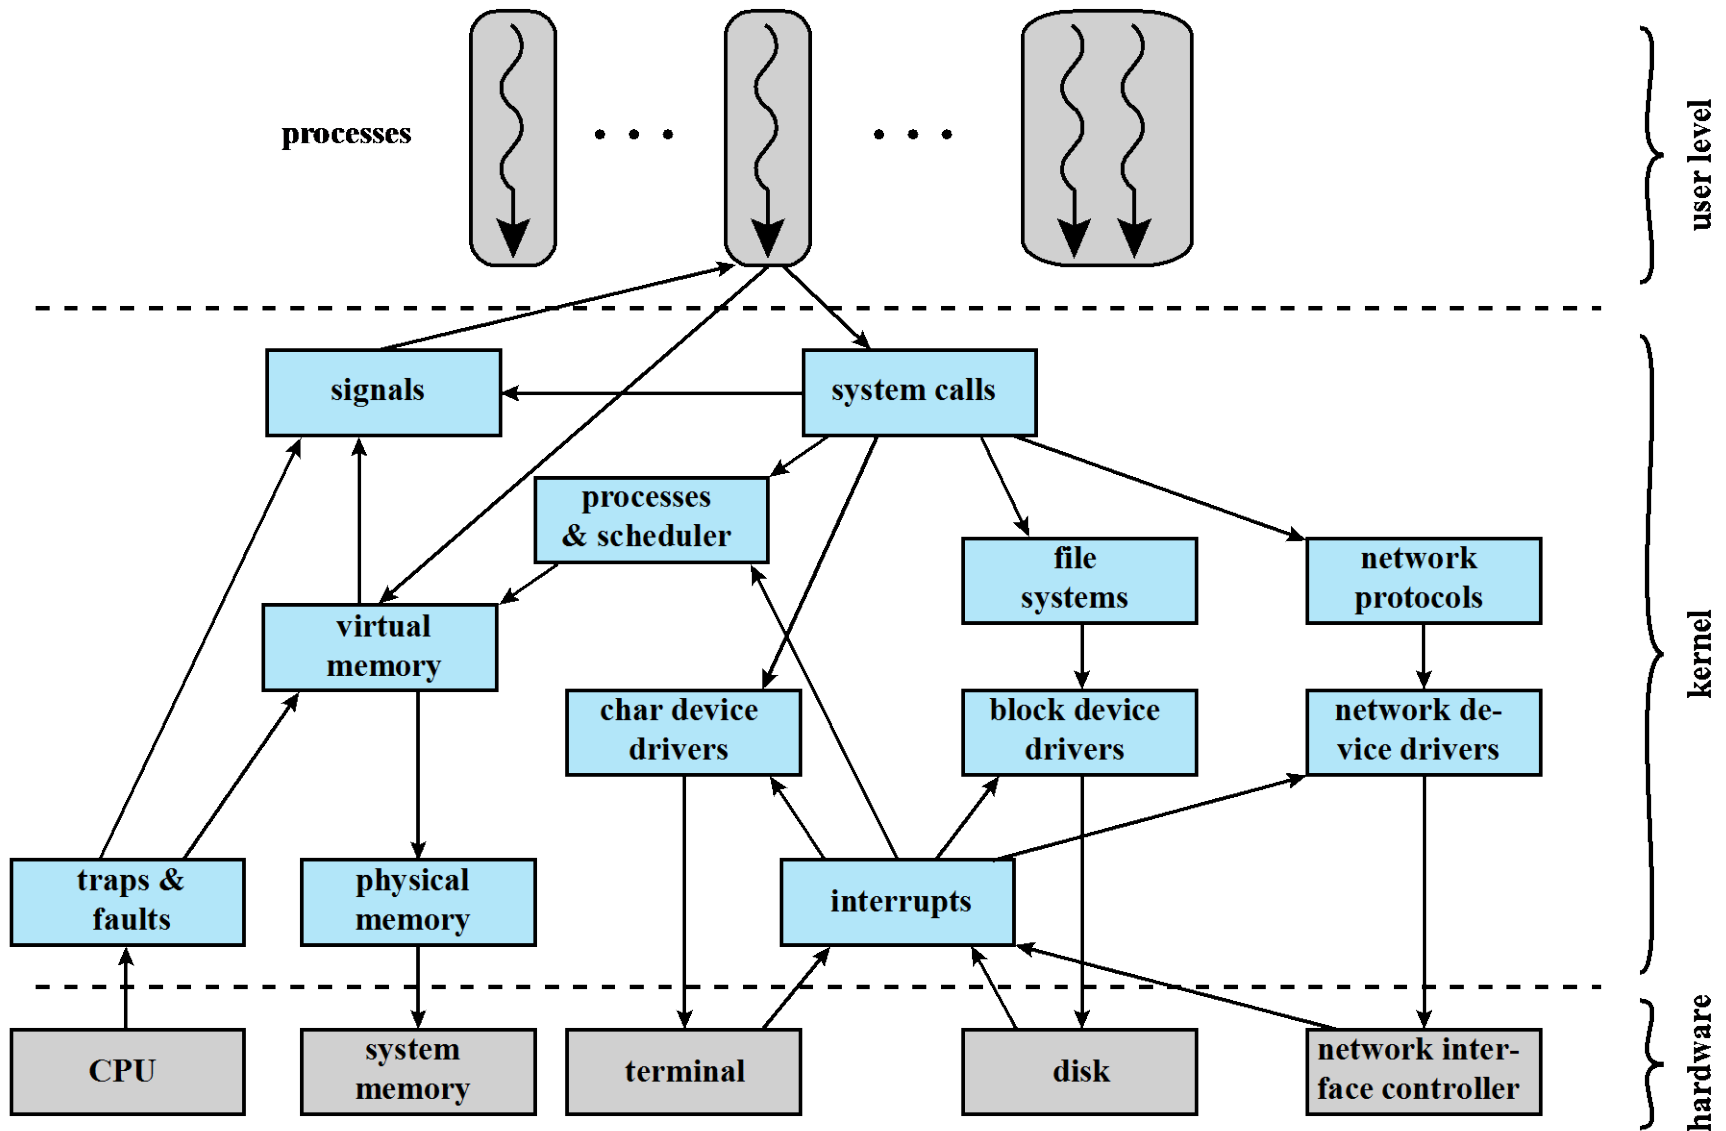 processes
user level
signals
system calls
processes
& scheduler
file
systems
network
protocols
virtual
memory
kernel
char device
drivers
block device
drivers
network de-
vice drivers
traps &
faults
physical
memory
interrupts
CPU
system
memory
terminal
disk
network inter-
face controller
hardware